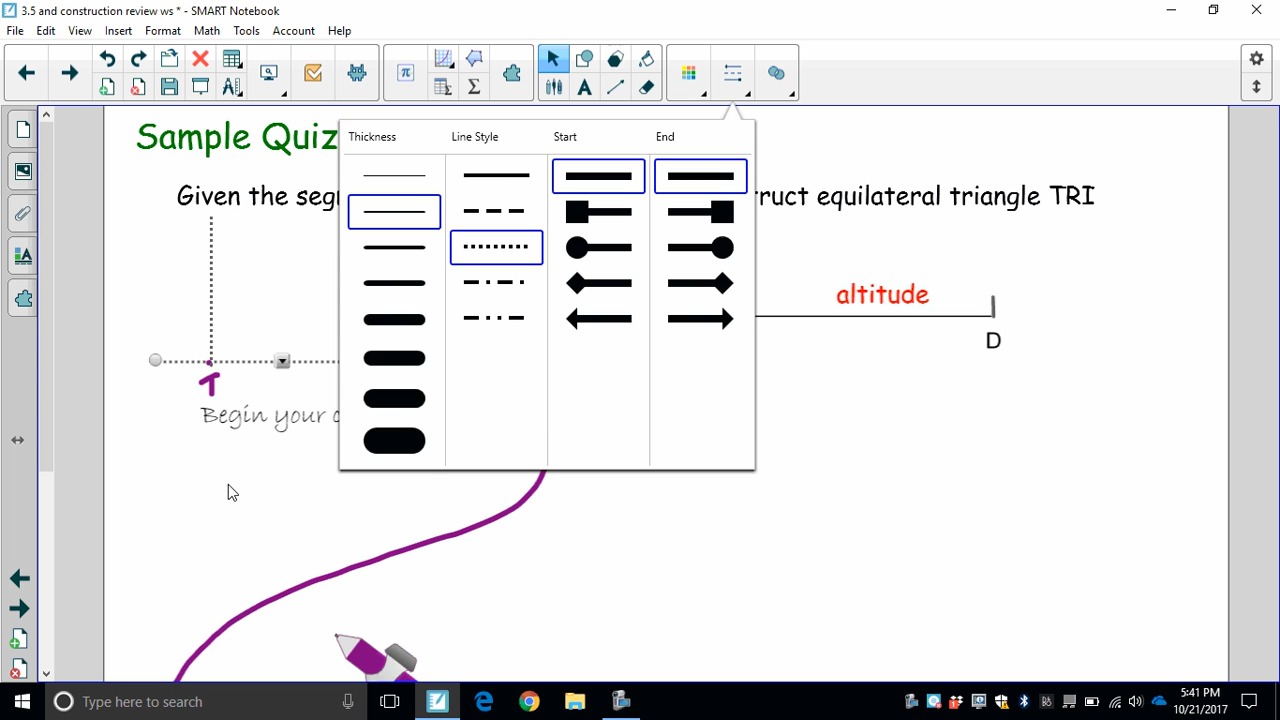 3.5 and construction review ws * - SMART Notebook
File Edit View Insert Format Math Tools Account Help
Sample Quiz
Thickness Line Style Start End
Given the seg
truct equilateral triangle TRI
altitude
D
T
Begin your
Type here to search
5:41 PM
10/21/2017